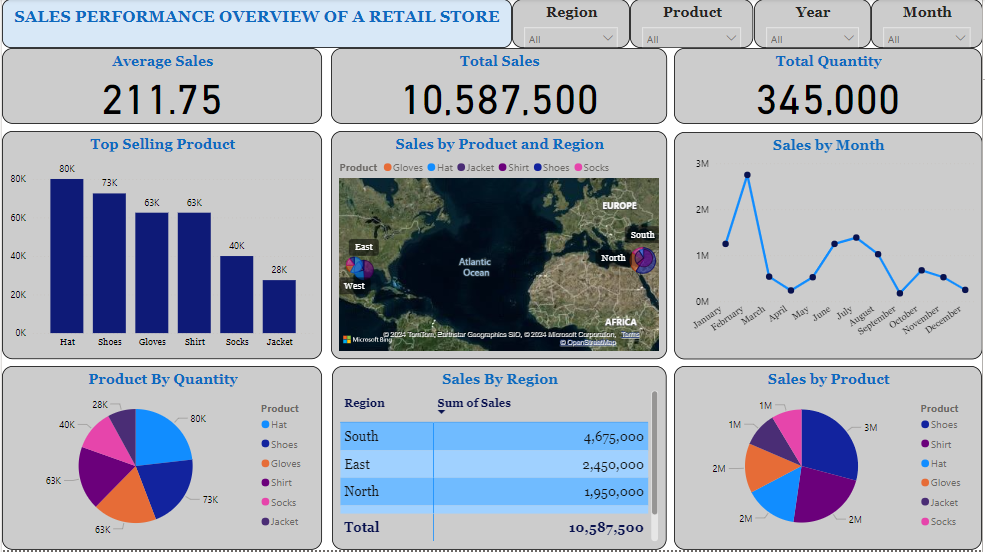 SALES PERFORMANCE OVERVIEW OF A RETAIL STORE
Region
All
Product
All
Year
All
Month
All
Average Sales
211.75
Total Sales
10,587,500
Total Quantity
345,000
Top Selling Product
80K
60K
40K
20K
0K
80K
73K
63K
63K
40K
28K
Hat
Shoes
Gloves
Shirt
Socks
Jacket
Sales by Product and Region
Product Gloves Hat Jacket Shirt Shoes Socks
EUROPE
South
North
East
West
Atlantic
Ocean
AFRICA
© 2024 TomTom, Earthstar Geographics SIO, © 2024 Microsoft Corporation Terms
Microsoft Bing
© OpenStreetMap
Sales by Month
3M
2M
1M
0M
January
February
March
April
May
June
July
August
September
October
November
December
Product By Quantity
28K
80K
40K
63K
73K
63K
Product
Hat
Shoes
Gloves
Shirt
Socks
Jacket
Sales By Region
Region Sum of Sales
South 4,675,000
East 2,450,000
North 1,950,000
Total 10,587,500
Sales by Product
1M
3M
1M
2M
2M
2M
Product
Shoes
Shirt
Hat
Gloves
Jacket
Socks